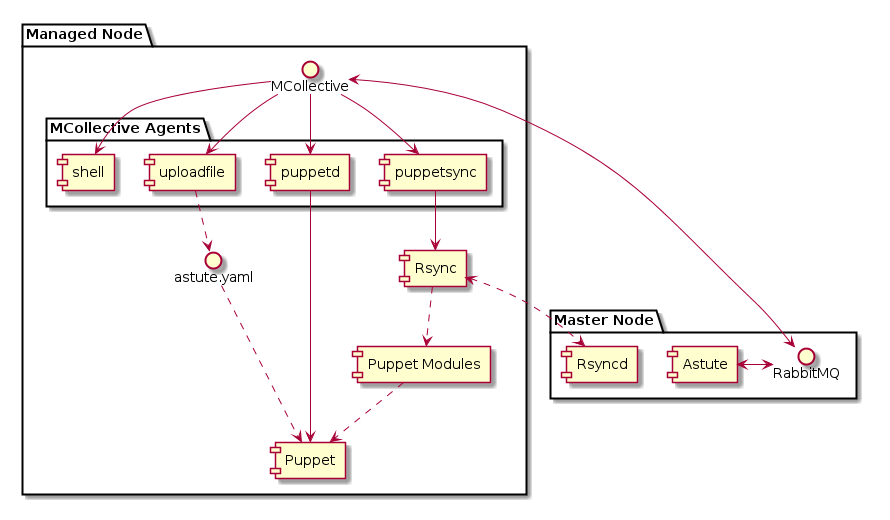 Managed Node
MCollective
MCollective Agents
shell
uploadfile
puppetd
puppetsync
astute.yaml
Rsync
Master Node
Puppet Modules
Rsyncd
Astute
RabbitMQ
Puppet